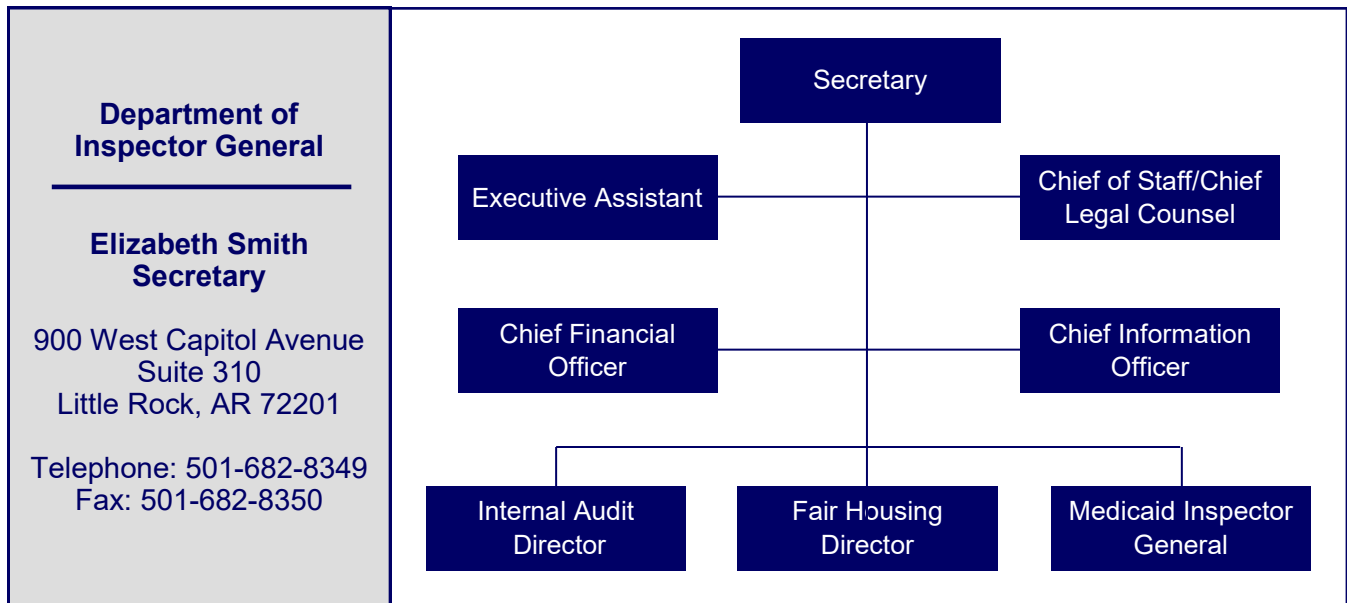 Department of
Inspector General
Elizabeth Smith
Secretary
900 West Capitol Avenue
Suite 310
Little Rock, AR 72201
Telephone: 501-682-8349
Fax: 501-682-8350
Secretary
Executive Assistant
Chief of Staff/Chief
Legal Counsel
Chief Financial
Officer
Chief Information
Officer
Internal Audit
Director
Fair Housing
Director
Medicaid Inspector
General